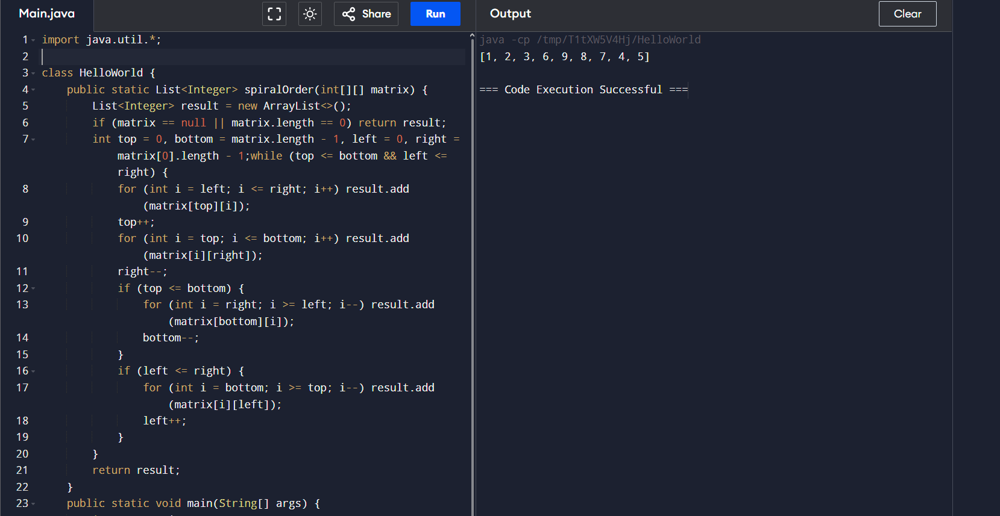 Main.java
Share
Run
Output
Clear
1 import java.util.*;
2
3 class HelloWorld {
4 public static List<Integer> spiralOrder(int[][] matrix) {
5 List<Integer> result = new ArrayList<>();
6 if (matrix == null || matrix.length == 0) return result;
7 int top = 0, bottom = matrix.length - 1, left = 0, right =
matrix[0].length - 1;while (top <= bottom && left <=
right) {
8 for (int i = left; i <= right; i++) result.add
(matrix[top][i]);
9 top++;
10 for (int i = top; i <= bottom; i++) result.add
(matrix[i][right]);
11 right--;
12 if (top <= bottom) {
13 for (int i = right; i >= left; i--) result.add
(matrix[bottom][i]);
14 bottom--;
15 }
16 if (left <= right) {
17 for (int i = bottom; i >= top; i--) result.add
(matrix[i][left]);
18 left++;
19 }
20 }
21 return result;
22 }
23 public static void main(String[] args) {
java -cp /tmp/T1tXW5V4Hj/HelloWorld
[1, 2, 3, 6, 9, 8, 7, 4, 5]
=== Code Execution Successful ===